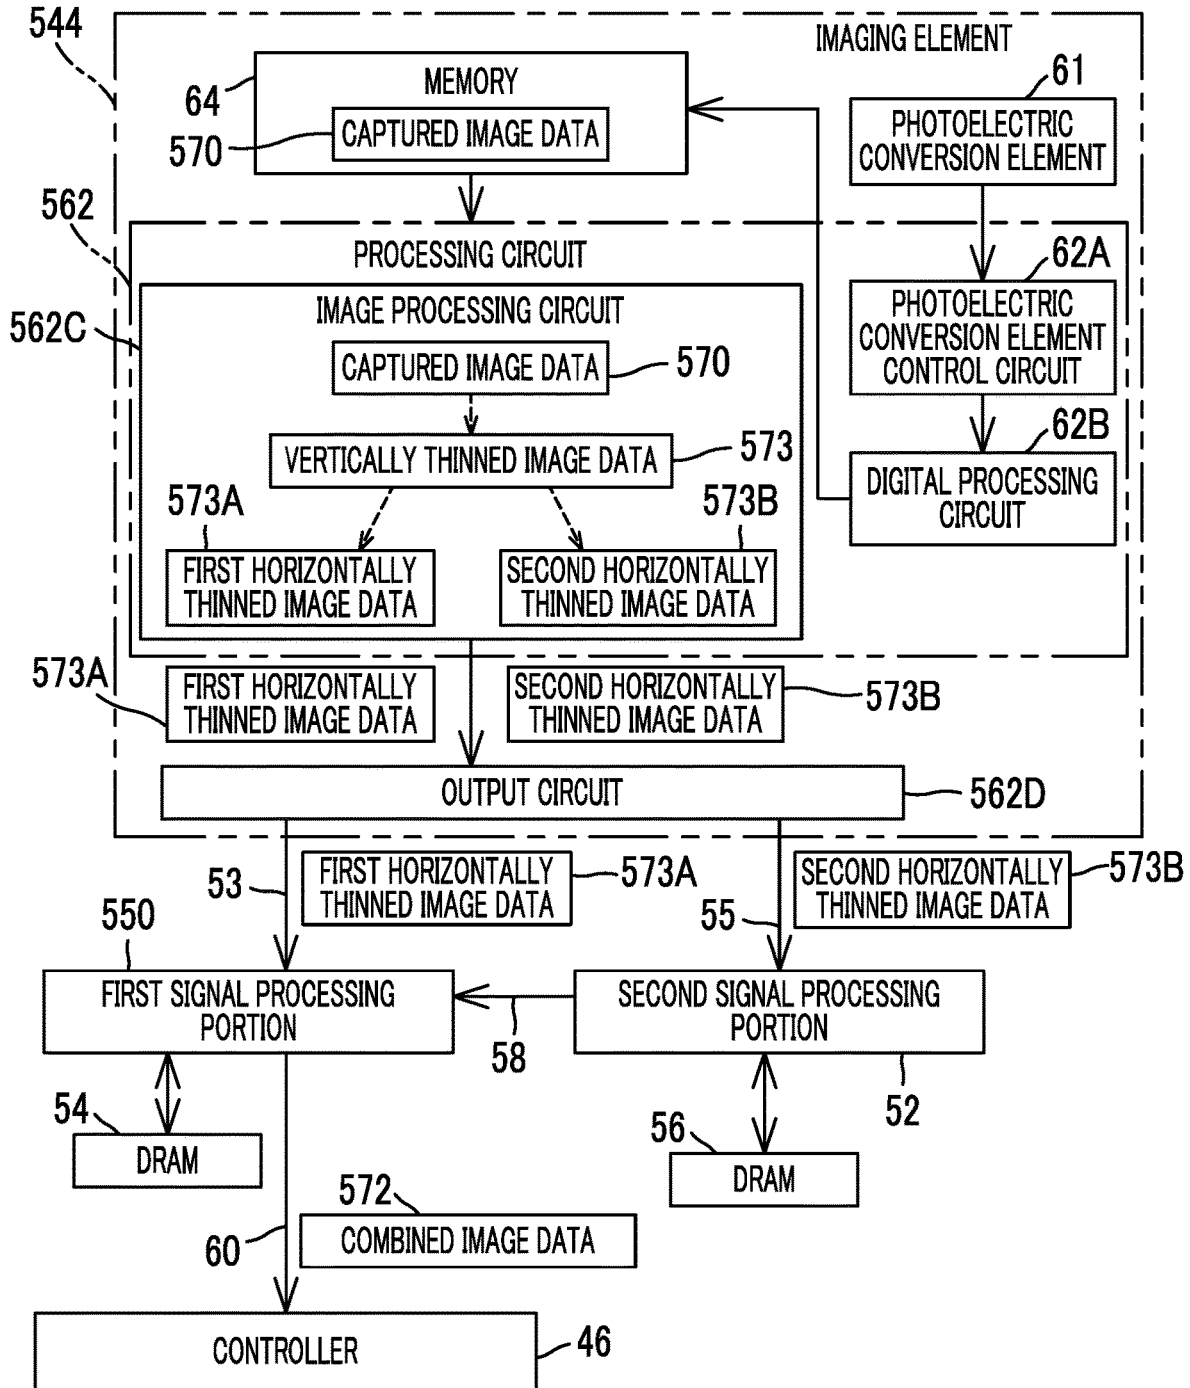 544
IMAGING ELEMENT
64
MEMORY
570
CAPTURED IMAGE DATA
61
PHOTOELECTRIC
CONVERSION ELEMENT
562
PROCESSING CIRCUIT
562C
IMAGE PROCESSING CIRCUIT
CAPTURED IMAGE DATA
570
VERTICALLY THINNED IMAGE DATA
573
573A
FIRST HORIZONTALLY
THINNED IMAGE DATA
573B
SECOND HORIZONTALLY
THINNED IMAGE DATA
62A
PHOTOELECTRIC
CONVERSION ELEMENT
CONTROL CIRCUIT
62B
DIGITAL PROCESSING
CIRCUIT
573A
FIRST HORIZONTALLY
THINNED IMAGE DATA
SECOND HORIZONTALLY
THINNED IMAGE DATA
573B
OUTPUT CIRCUIT
562D
53
FIRST HORIZONTALLY
THINNED IMAGE DATA
573A
55
SECOND HORIZONTALLY
THINNED IMAGE DATA
573B
550
FIRST SIGNAL PROCESSING
PORTION
58
SECOND SIGNAL PROCESSING
PORTION
52
54
DRAM
56
DRAM
60
572
COMBINED IMAGE DATA
CONTROLLER
46